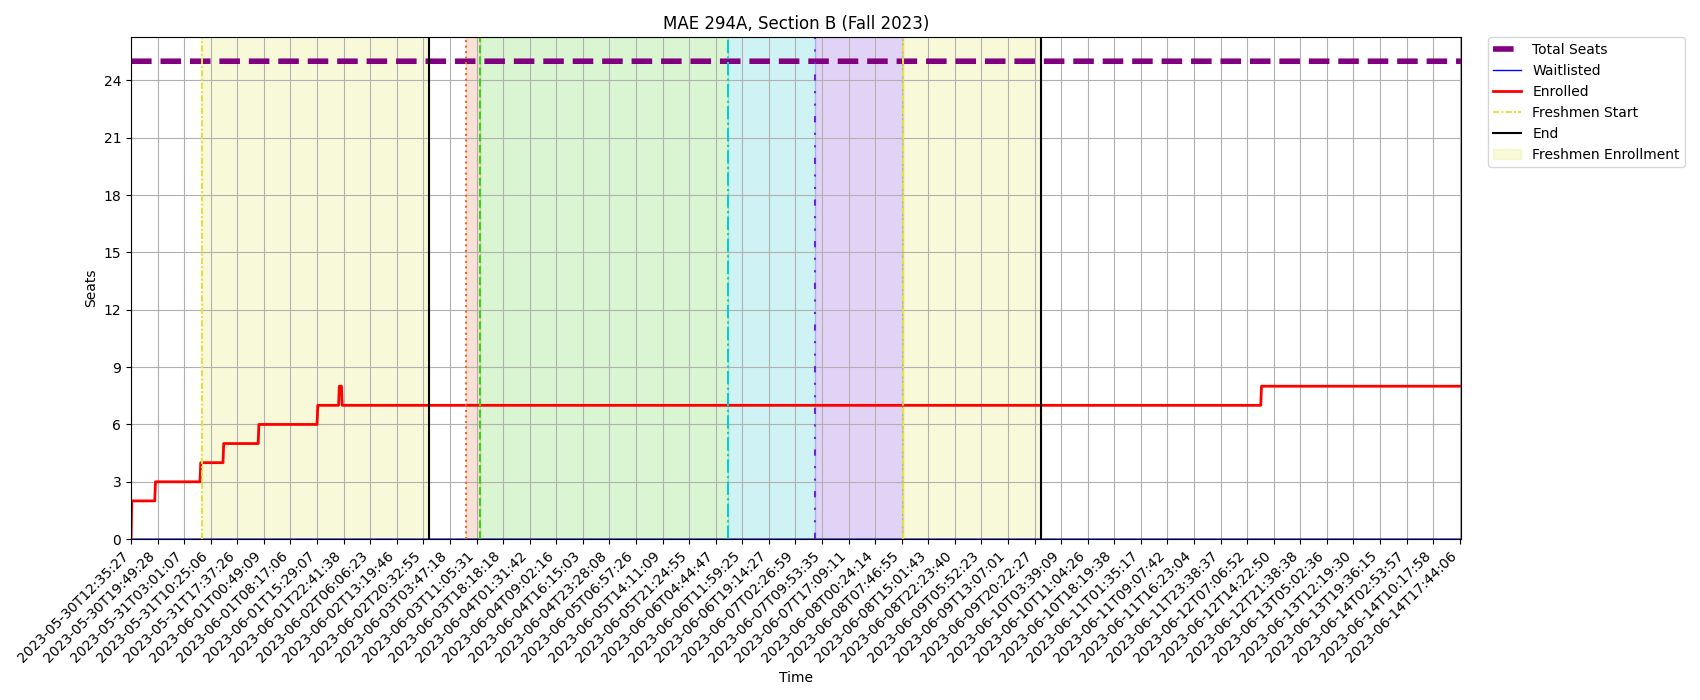 MAE 294A, Section B (Fall 2023)
Total Seats
Waitlisted
Enrolled
Freshmen Start
End
Freshmen Enrollment
Seats
24
21
18
15
12
9
6
3
0
2023-05-30T12:35:27
2023-05-30T19:49:28
2023-05-31T03:01:07
2023-05-31T10:25:06
2023-05-31T17:37:26
2023-06-01T00:49:09
2023-06-01T08:17:06
2023-06-01T15:29:07
2023-06-01T22:41:38
2023-06-02T06:06:23
2023-06-02T13:19:46
2023-06-02T20:32:55
2023-06-03T03:47:18
2023-06-03T11:05:31
2023-06-03T18:18:18
2023-06-04T01:31:42
2023-06-04T09:02:16
2023-06-04T16:15:03
2023-06-04T23:28:08
2023-06-05T06:57:26
2023-06-05T14:11:09
2023-06-05T21:24:55
2023-06-06T04:44:47
2023-06-06T11:59:25
2023-06-06T19:14:27
2023-06-07T02:26:59
2023-06-07T09:53:35
2023-06-07T17:09:11
2023-06-08T00:24:14
2023-06-08T07:46:55
2023-06-08T15:01:43
2023-06-08T22:23:40
2023-06-09T05:52:23
2023-06-09T13:07:01
2023-06-09T20:22:27
2023-06-10T03:39:09
2023-06-10T11:04:26
2023-06-10T18:19:38
2023-06-11T01:35:17
2023-06-11T09:07:42
2023-06-11T16:23:04
2023-06-11T23:38:37
2023-06-12T07:06:52
2023-06-12T14:22:50
2023-06-12T21:38:38
2023-06-13T05:02:36
2023-06-13T12:19:30
2023-06-13T19:36:15
2023-06-14T02:53:57
2023-06-14T10:17:58
2023-06-14T17:44:06
Time